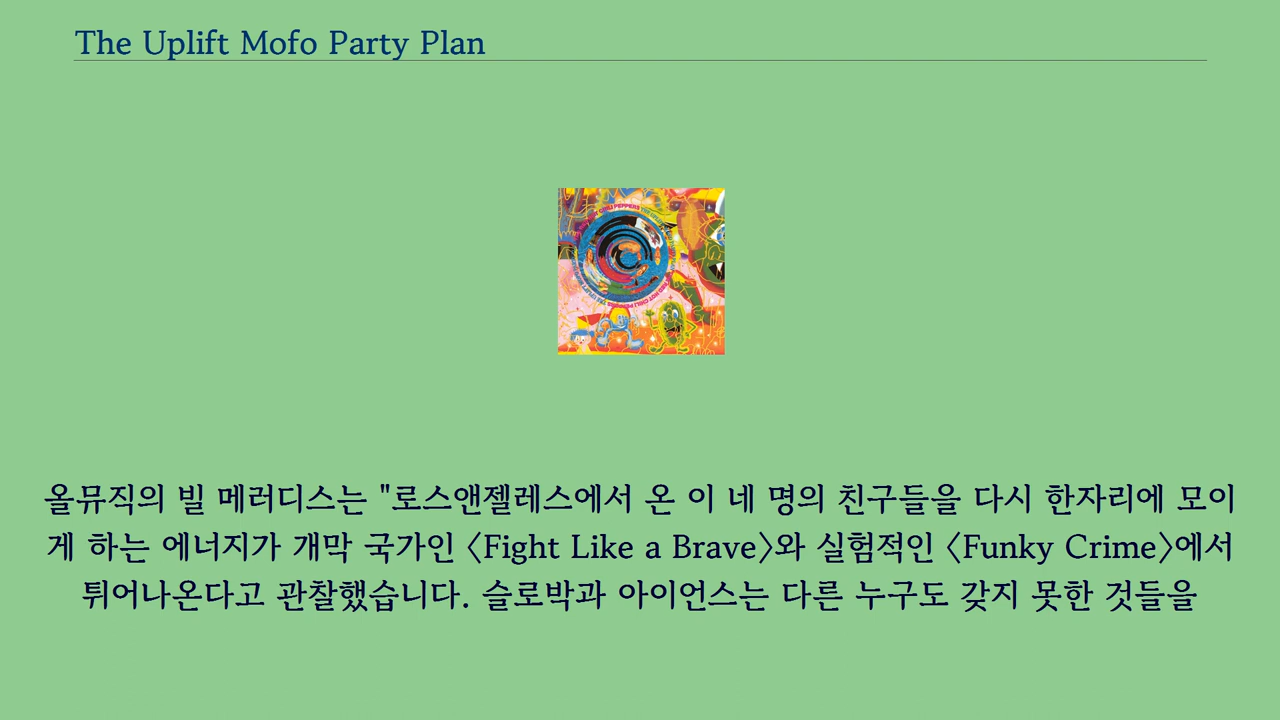 The Uplift Mofo Party Plan
올뮤직의 빌 메러디스는 "로스앤젤레스에서 온 이 네 명의 친구들을 다시 한자리에 모이
게 하는 에너지가 개막 국가인 〈Fight Like a Brave〉와 실험적인 〈Funky Crime〉에서
튀어나온다고 관찰했습니다. 슬로박과 아이언스는 다른 누구도 갖지 못한 것들을